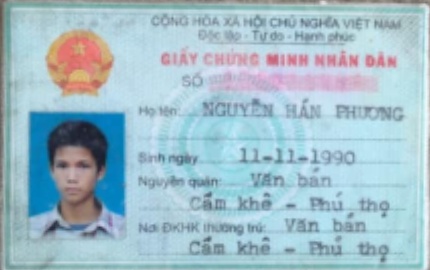 CỘNG HÒA XÃ HỘI CHỦ NGHĨA VIỆT NAM
Độc lập - Tự do - Hạnh phúc
GIẤY CHỨNG MINH NHÂN DÂN
SỐ
Họ tên: NGUYỄN HÁN PHƯƠNG
Sinh ngày 11-11-1990
Nguyên quán: Văn bán
Cẩm khê - Phú thọ
Nơi ĐKHK thường trú: Văn bán
Cẩm khê - Phú thọ